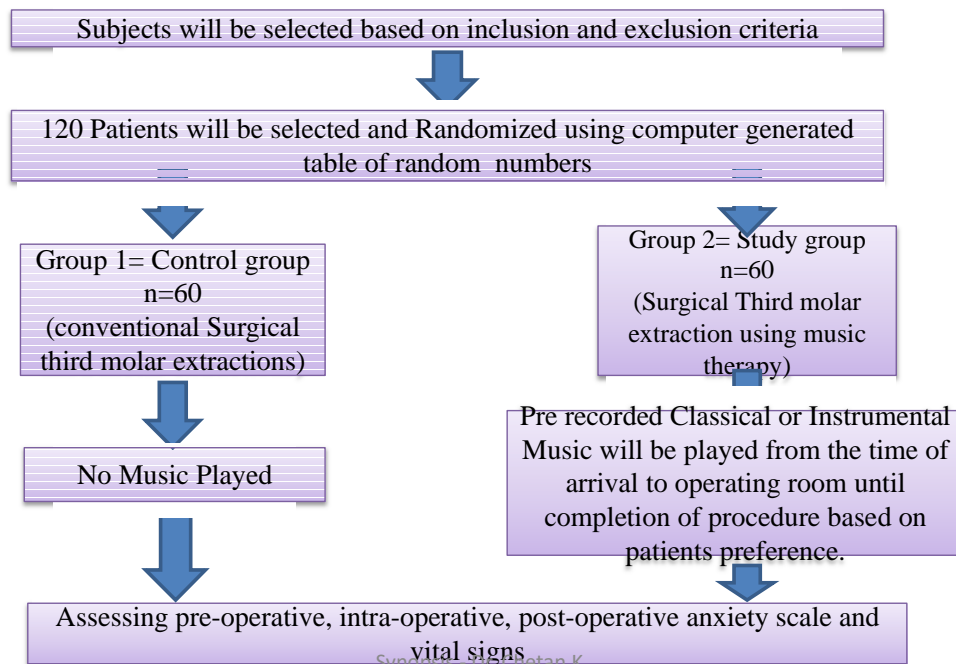 Subjects will be selected based on inclusion and exclusion criteria
120 Patients will be selected and Randomized using computer generated
table of random numbers
Group 1= Control group
n=60
(conventional Surgical
third molar extractions)
Group 2= Study group
n=60
(Surgical Third molar
extraction using music
therapy)
No Music Played
Pre recorded Classical or Instrumental
Music will be played from the time of
arrival to operating room until
completion of procedure based on
patients preference.
Assessing pre-operative, intra-operative, post-operative anxiety scale and
vital signs
Synopsis Dr Chetan K